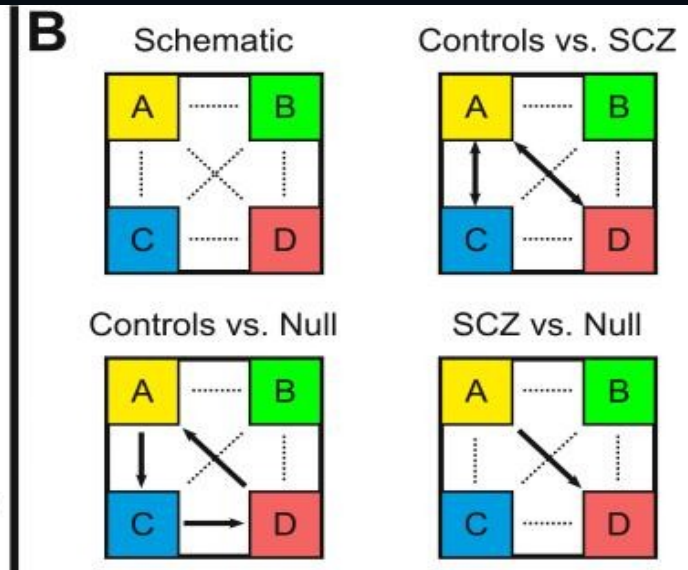 B
Schematic
A B
C D
Controls vs. SCZ
A B
C D
Controls vs. Null
A B
C D
SCZ vs. Null
A B
C D